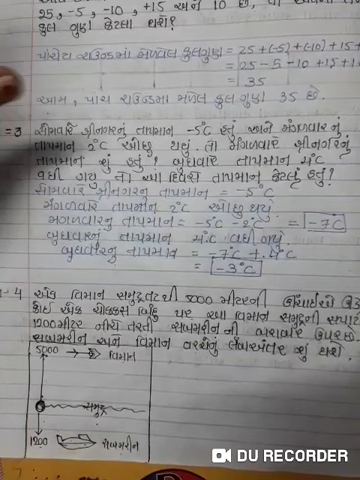 25, -5, -10, +15 અને 10 છે,
કુલ ગુણ કેટલા થશે?
પાંચેય રાઉન્ડમાં મળેલ કુલગુણ = 25 + (-5) + (-10) + 15 +
= 25 - 5 - 10 + 15 + 1
= 35
આમ, પાંચ રાઉન્ડમાં મળેલ કુલ ગુણ 35 છે.
=3 સોમવારે શ્રીનગરનું તાપમાન -5°C હતું અને મંગળવારનું
તાપમાન 2°C ઓછુ થયું. તો મંગળવારે શ્રીનગરનું
તાપમાન શું હતું? બુધવારે તાપમાન 4°C
વધી ગયું તો આ દિવસે તાપમાન કેટલું હતું?
સોમવારે શ્રીનગરનું તાપમાન = -5°C
મંગળવારે તાપમાન 2°C ઓછુ થયું
મંગળવારનું તાપમાન = -5°C - 2°C = -7°C
બુધવારનું તાપમાન 4°C વધી ગયું
બુધવારનું તાપમાન = -7°C + 4°C
= -3°C
-4 એક વિમાન સમુદ્રતટથી 5000 મીટરની ઊંચાઈએ
કોઈ એક ચોક્કસ બિંદુ પર આ વિમાન સમુદ્રની સપાટી
1200 મીટર નીચે તરતી સબમરીનની બરાબર ઉપર છે.
સબમરીન અને વિમાન વચ્ચેનું લંબઅંતર શું થશે.
5000 વિમાન
0 સમુદ્ર
1200 સબમરીન
DU RECORDER